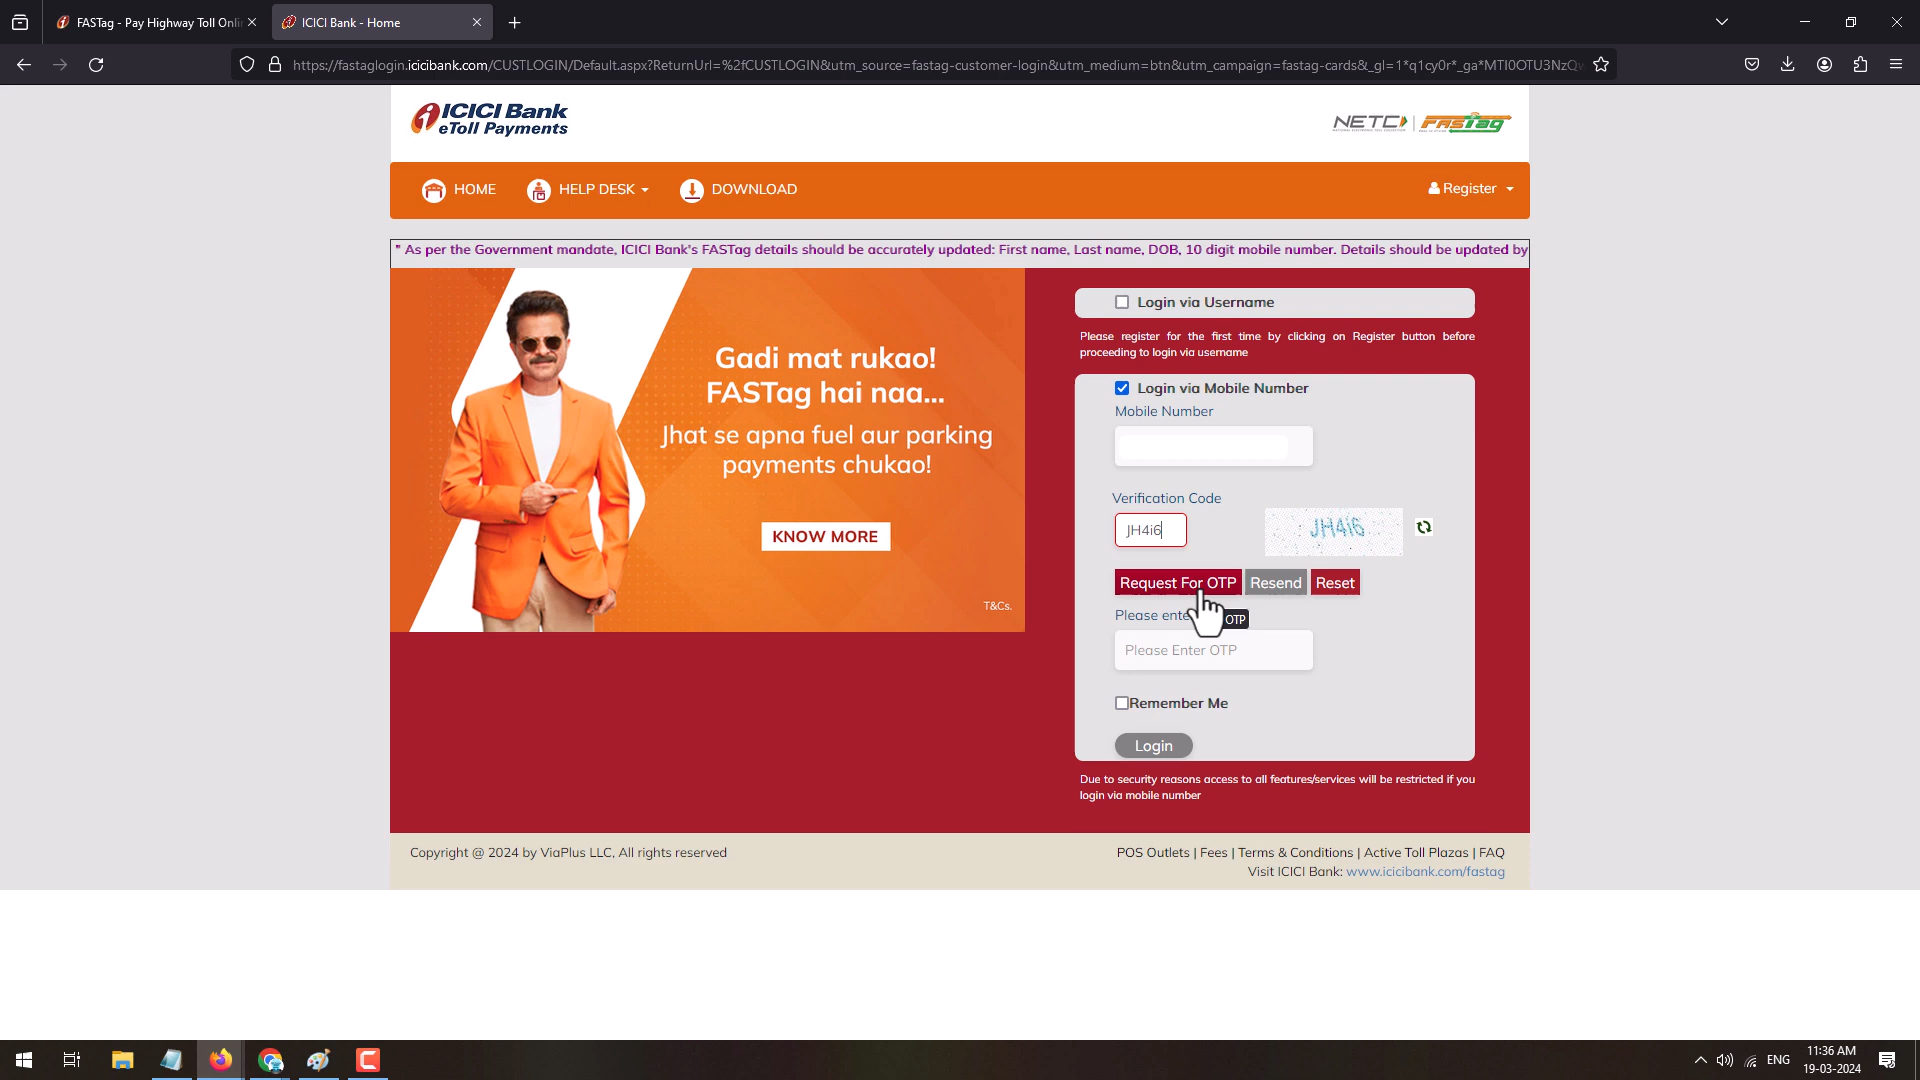 FASTag - Pay Highway Toll Onli
ICICI Bank - Home
https://fastaglogin.icicibank.com/CUSTLOGIN/Default.aspx?ReturnUrl=%2fCUSTLOGIN&utm_source=fastag-customer-login&utm_medium=btn&utm_campaign=fastag-cards&_gl=1*q1cy0r*_ga*MTI0OTU3NzQ
ICICI Bank
eToll Payments
NETC FASTag
HOME
HELP DESK
DOWNLOAD
Register
" As per the Government mandate, ICICI Bank's FASTag details should be accurately updated: First name, Last name, DOB, 10 digit mobile number. Details should be updated by
Gadi mat rukao!
FASTag hai naa...
Jhat se apna fuel aur parking
payments chukao!
KNOW MORE
T&Cs.
Login via Username
Please register for the first time by clicking on Register button before
proceeding to login via username
Login via Mobile Number
Mobile Number
Verification Code
JH4i6
JH4i6
Request For OTP Resend Reset
Please ente
OTP
Please Enter OTP
Remember Me
Login
Due to security reasons access to all features/services will be restricted if you
login via mobile number
Copyright @ 2024 by ViaPlus LLC, All rights reserved
POS Outlets | Fees | Terms & Conditions | Active Toll Plazas | FAQ
Visit ICICI Bank: www.icicibank.com/fastag
ENG
11:36 AM
19-03-2024